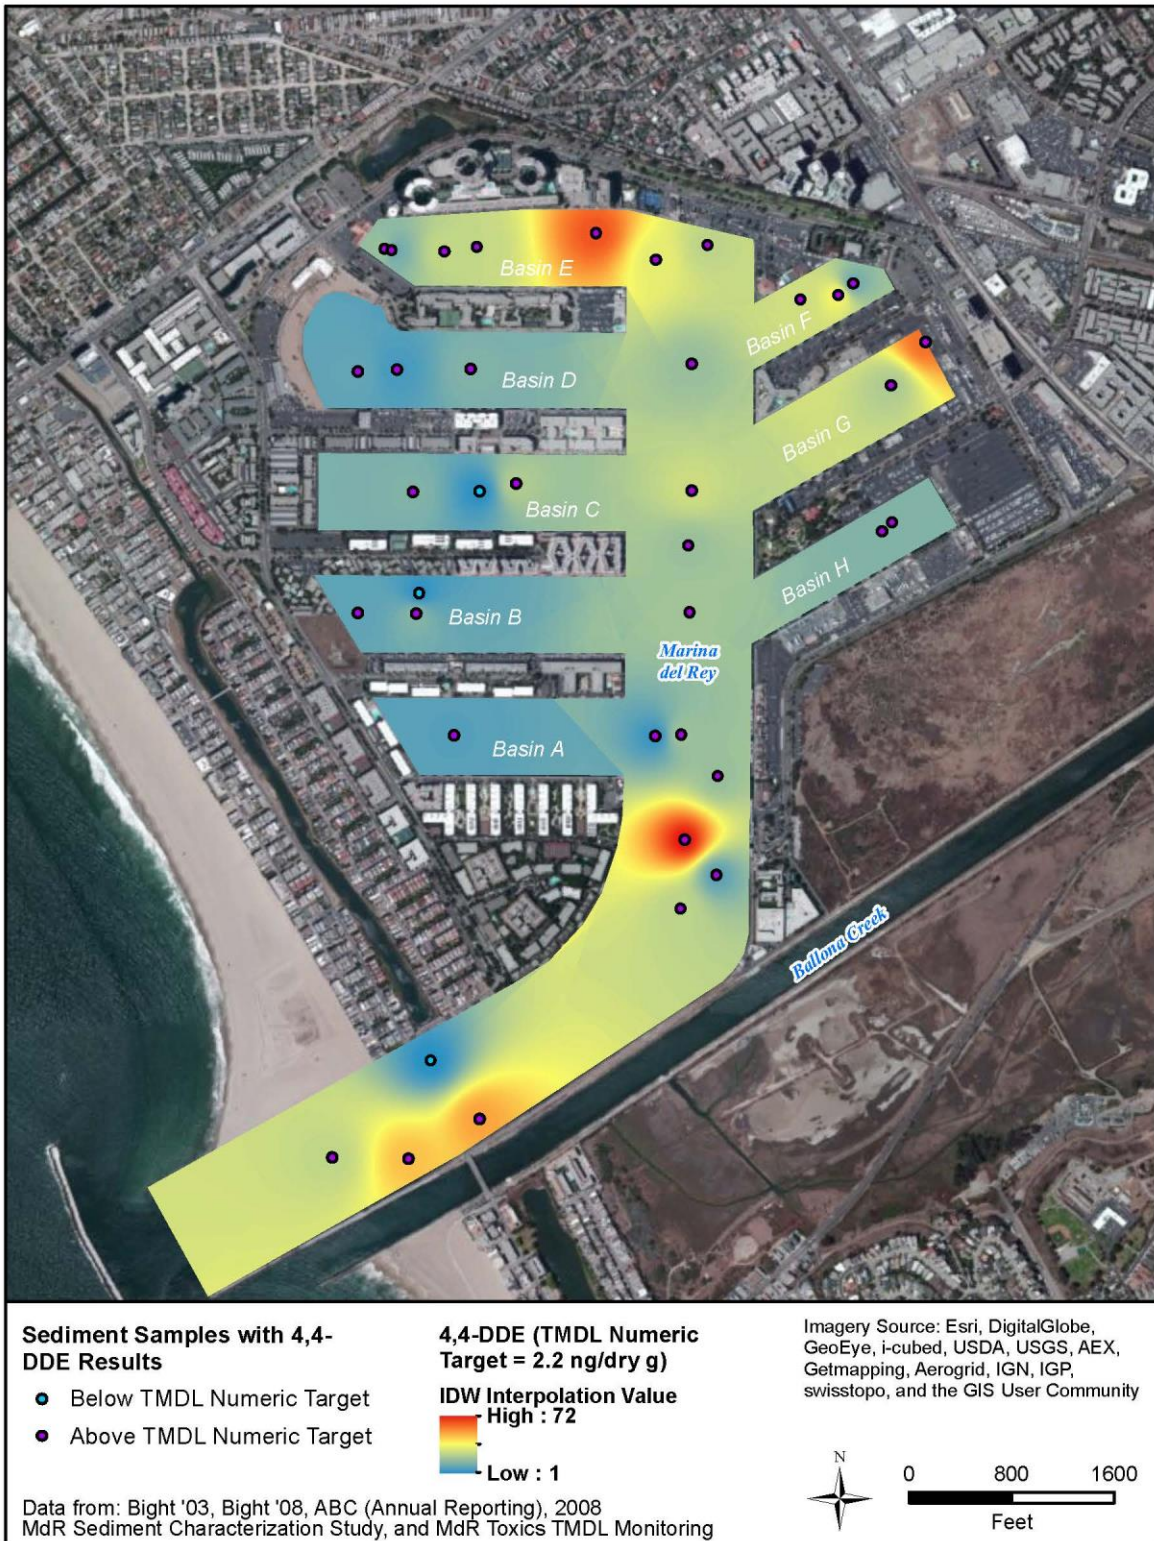 Basin E
Basin F
Basin D
Basin G
Basin C
Basin H
Basin B
Marina
del Rey
Basin A
Ballona Creek
Sediment Samples with 4,4-
DDE Results
Below TMDL Numeric Target
Above TMDL Numeric Target
4,4-DDE (TMDL Numeric
Target = 2.2 ng/dry g)
IDW Interpolation Value
High : 72
Low : 1
Imagery Source: Esri, DigitalGlobe,
GeoEye, i-cubed, USDA, USGS, AEX,
Getmapping, Aerogrid, IGN, IGP,
swisstopo, and the GIS User Community
N
0 800 1600
Feet
Data from: Bight '03, Bight '08, ABC (Annual Reporting), 2008
MdR Sediment Characterization Study, and MdR Toxics TMDL Monitoring